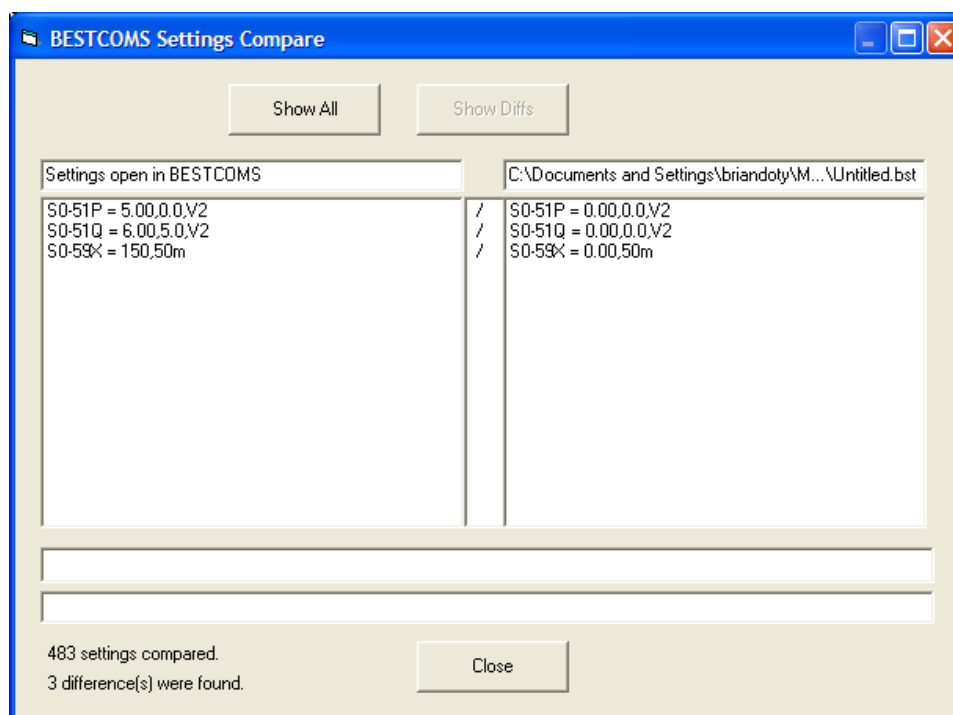 BESTCOMS Settings Compare
Show All
Show Diffs
Settings open in BESTCOMS
C:\Documents and Settings\briandoty\M...\Untitled.bst
S0-51P = 5.00,0.0,V2 / S0-51P = 0.00,0.0,V2
S0-51Q = 6.00,5.0,V2 / S0-51Q = 0.00,0.0,V2
S0-59X = 150,50m / S0-59X = 0.00,50m
483 settings compared.
3 difference(s) were found.
Close